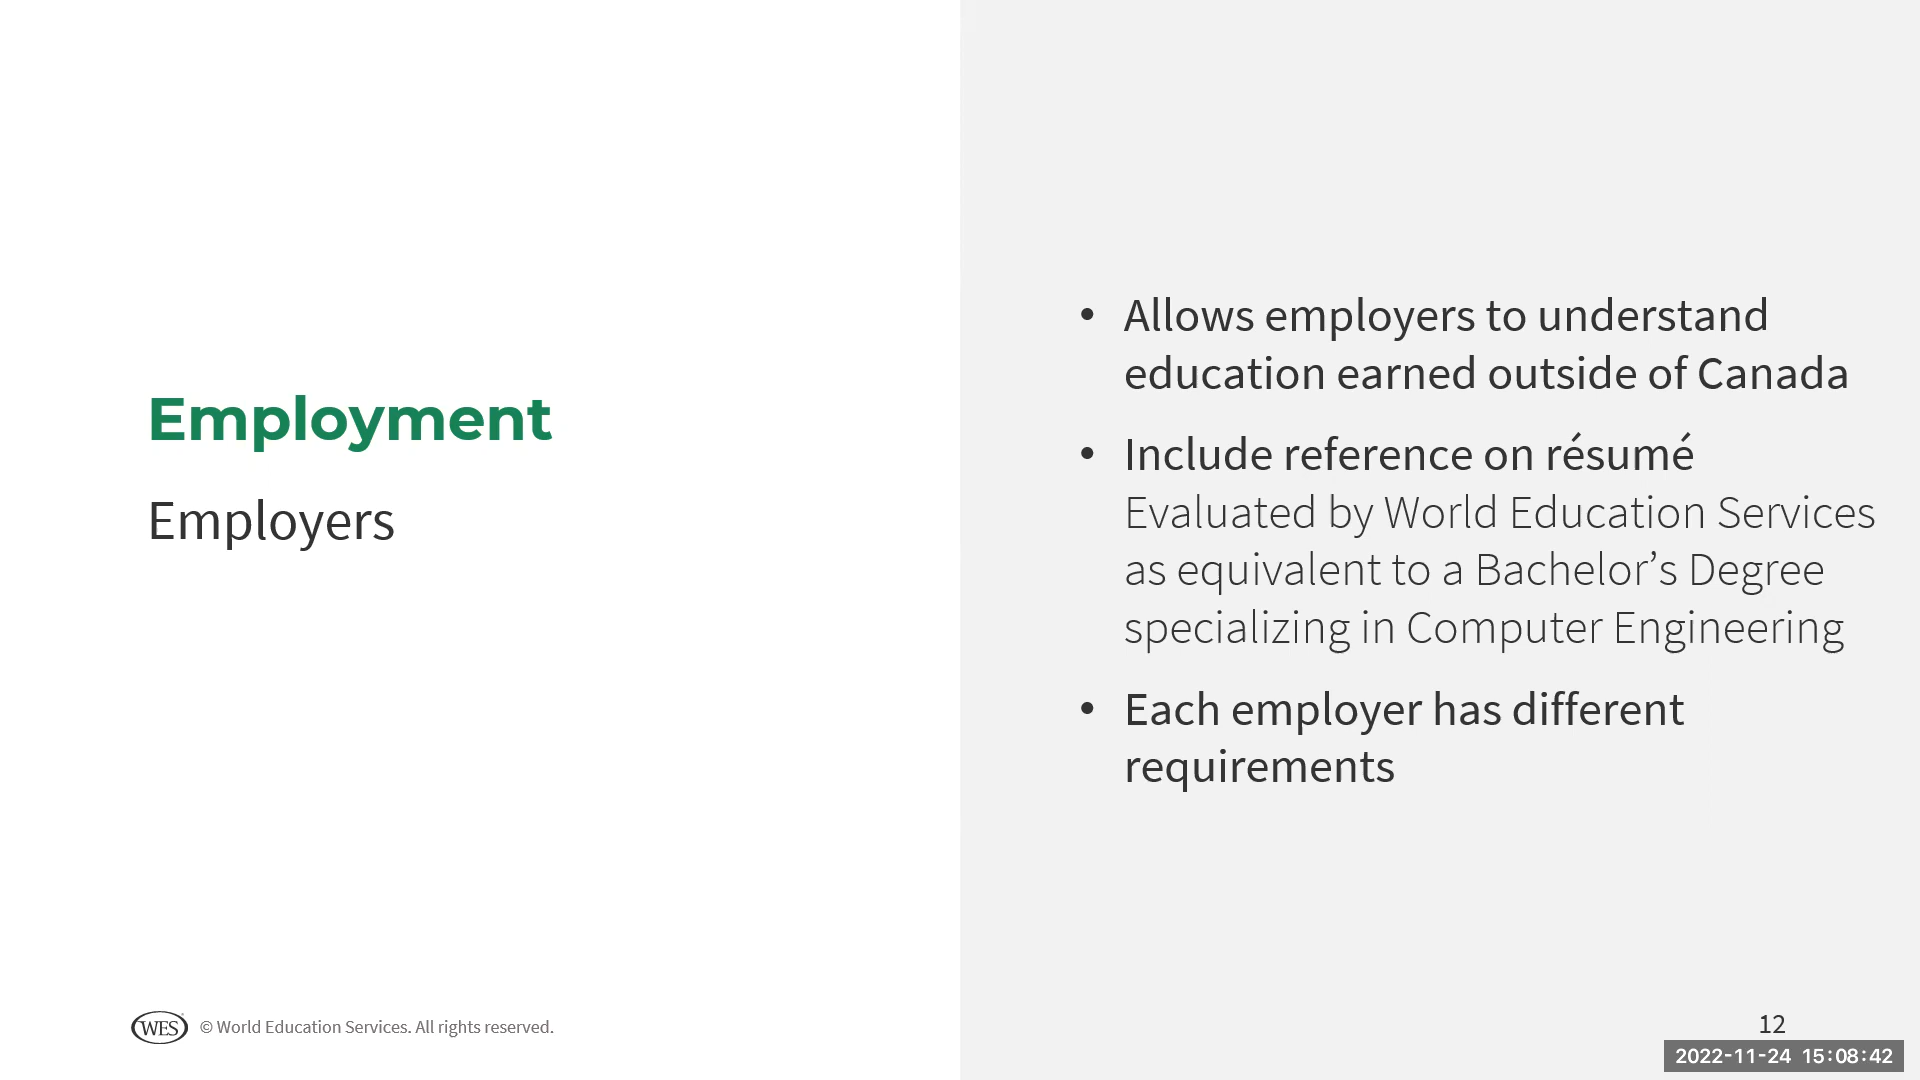 Employment
Employers
• Allows employers to understand
education earned outside of Canada
• Include reference on résumé
Evaluated by World Education Services
as equivalent to a Bachelor’s Degree
specializing in Computer Engineering
• Each employer has different
requirements
WES © World Education Services. All rights reserved.
12
2022-11-24 15:08:42